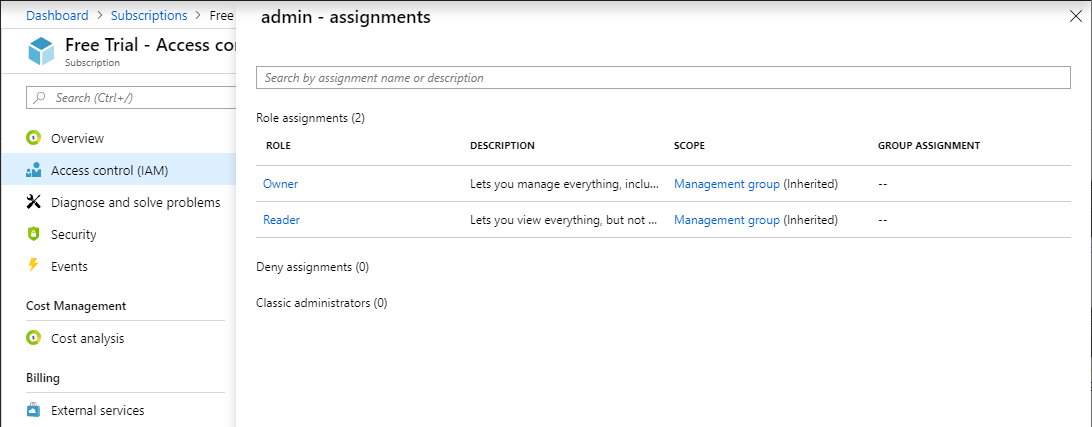 Dashboard > Subscriptions > Free
Free Trial - Access co
Subscription
Search (Ctrl+/)
Overview
Access control (IAM)
Diagnose and solve problems
Security
Events
Cost Management
Cost analysis
Billing
External services
admin - assignments
Search by assignment name or description
Role assignments (2)
ROLE DESCRIPTION SCOPE GROUP ASSIGNMENT
Owner Lets you manage everything, inclu... Management group (Inherited) --
Reader Lets you view everything, but not ... Management group (Inherited) --
Deny assignments (0)
Classic administrators (0)